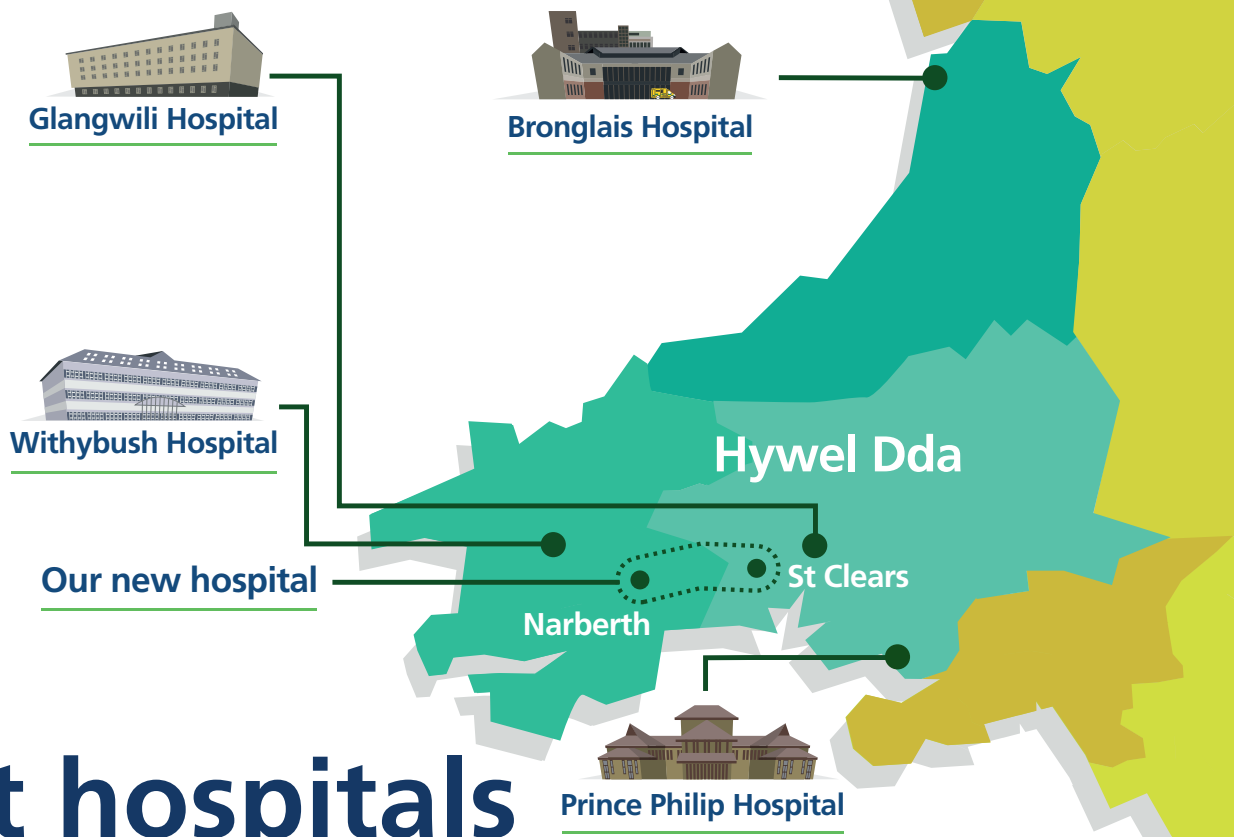 Glangwili Hospital
Bronglais Hospital
Withybush Hospital
Hywel Dda
Our new hospital
St Clears
Narberth
Prince Philip Hospital
t hospitals